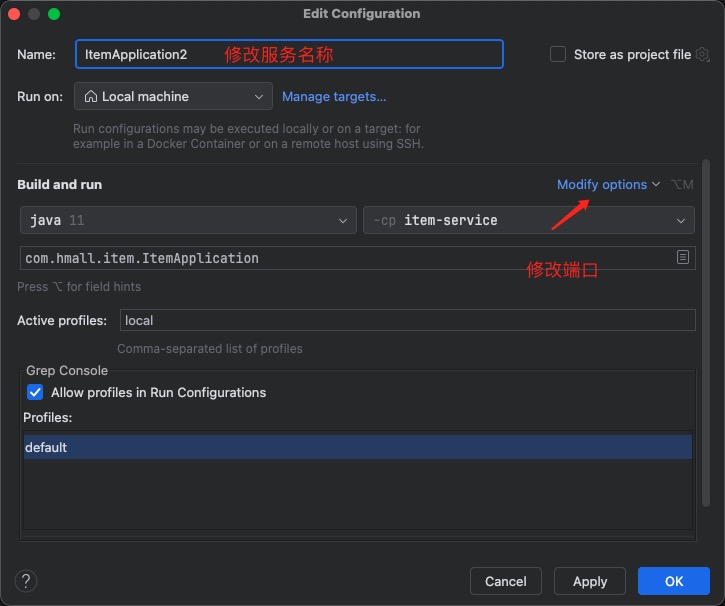 Edit Configuration
Name: ItemApplication2 修改服务名称 Store as project file
Run on: Local machine Manage targets...
Run configurations may be executed locally or on a target: for
example in a Docker Container or on a remote host using SSH.
Build and run Modify options ⌥M
java 11 -cp item-service
com.hmall.item.ItemApplication
修改端口
Press ⌥ for field hints
Active profiles: local
Comma-separated list of profiles
Grep Console
Allow profiles in Run Configurations
Profiles:
default
? Cancel Apply OK